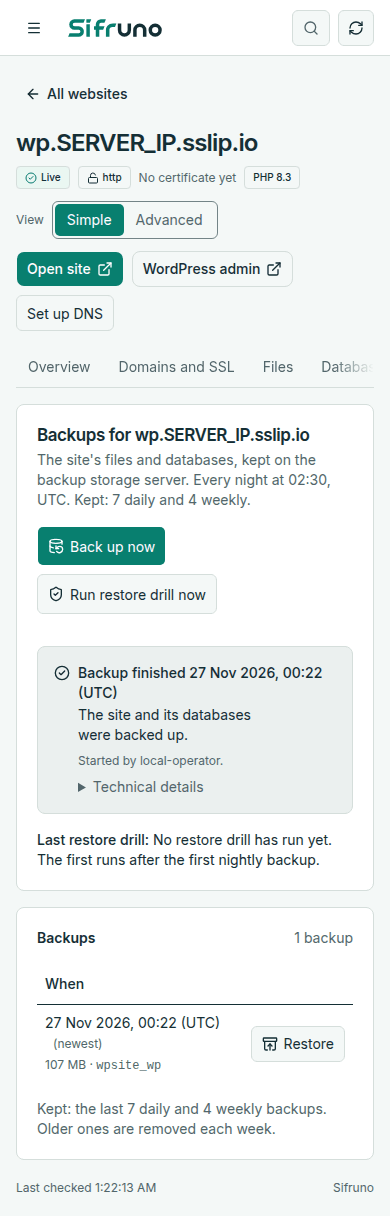 Sifruno
All websites
wp.SERVER_IP.sslip.io
Live http No certificate yet PHP 8.3
View Simple Advanced
Open site WordPress admin
Set up DNS
Overview Domains and SSL Files Databas
Backups for wp.SERVER_IP.sslip.io
The site's files and databases, kept on the
backup storage server. Every night at 02:30,
UTC. Kept: 7 daily and 4 weekly.
Back up now
Run restore drill now
Backup finished 27 Nov 2026, 00:22
(UTC)
The site and its databases
were backed up.
Started by local-operator.
Technical details
Last restore drill: No restore drill has run yet.
The first runs after the first nightly backup.
Backups 1 backup
When
27 Nov 2026, 00:22 (UTC)
(newest)
107 MB · wpsite_wp
Restore
Kept: the last 7 daily and 4 weekly backups.
Older ones are removed each week.
Last checked 1:22:13 AM Sifruno